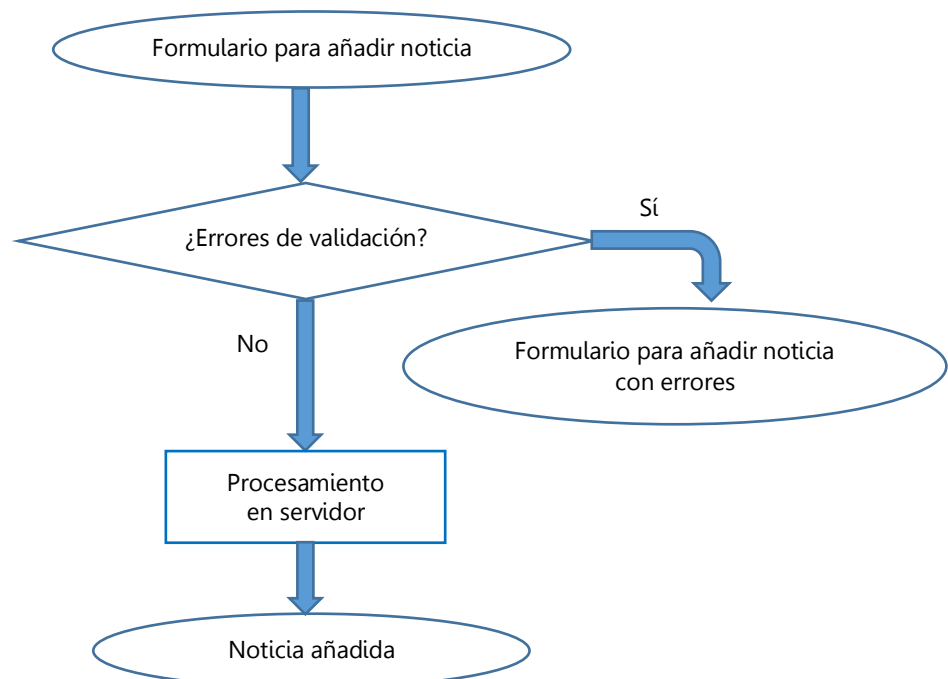 Formulario para añadir noticia
¿Errores de validación?
Sí
No
Formulario para añadir noticia
con errores
Procesamiento
en servidor
Noticia añadida